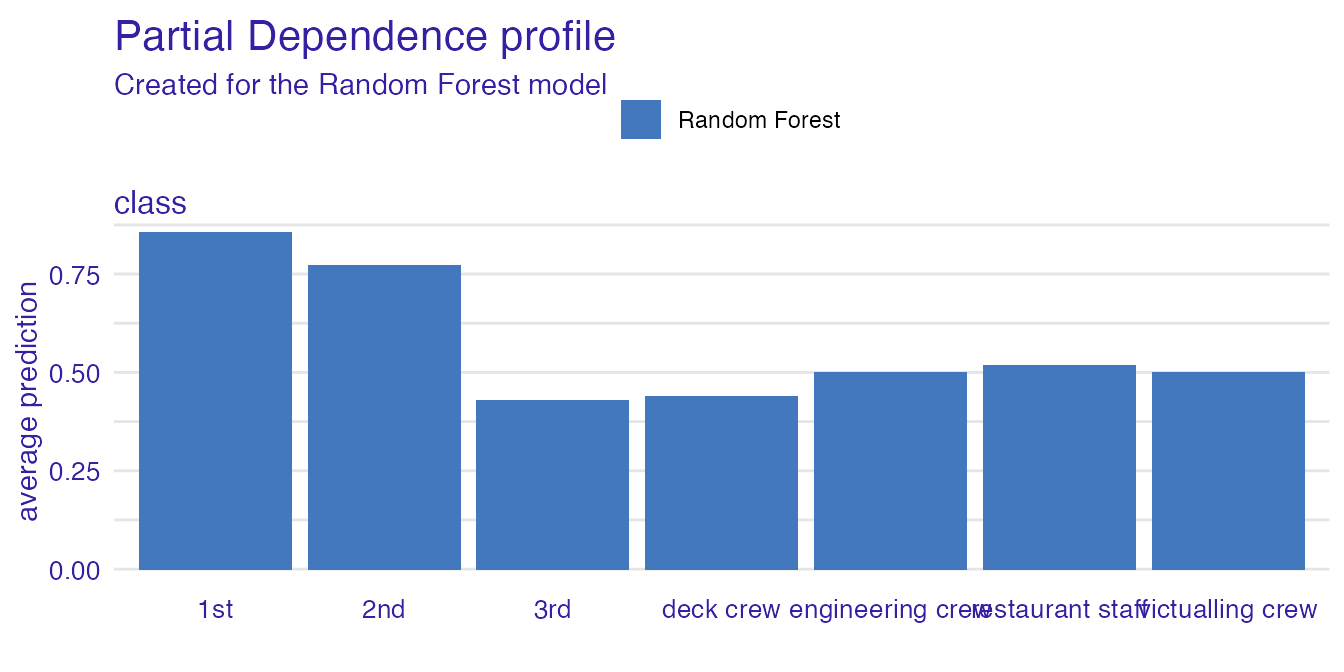 Partial Dependence profile
Created for the Random Forest model
Random Forest
class
average prediction
0.75
0.50
0.25
0.00
1st
2nd
3rd
deck crew
engineering crew
restaurant staff
victualling crew